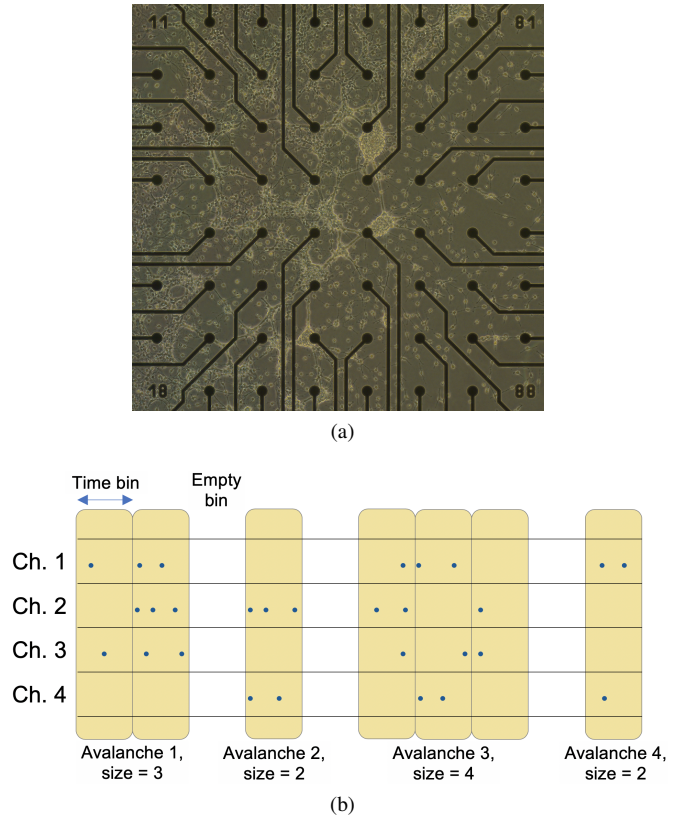 11 81
18 88
(a)
Time bin Empty
bin
Ch. 1
Ch. 2
Ch. 3
Ch. 4
Avalanche 1, Avalanche 2, Avalanche 3, Avalanche 4,
size = 3 size = 2 size = 4 size = 2
(b)